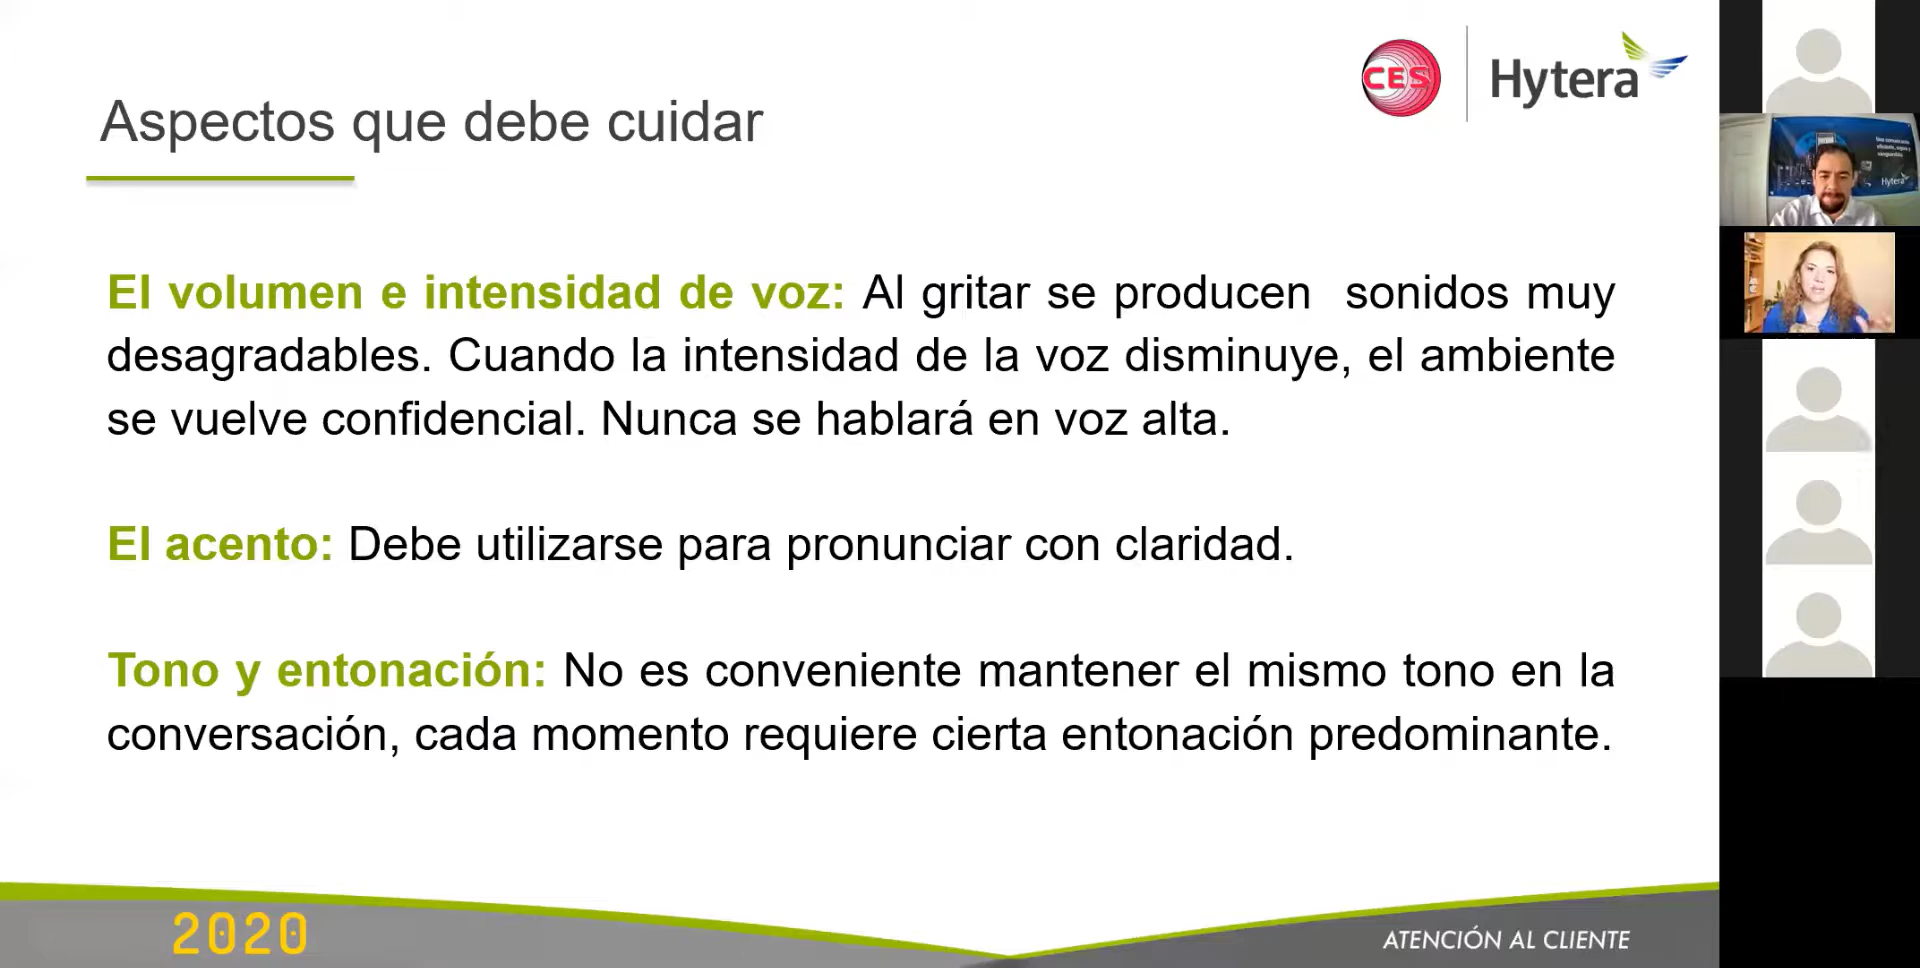 CES
Hytera
Aspectos que debe cuidar
El volumen e intensidad de voz: Al gritar se producen sonidos muy
desagradables. Cuando la intensidad de la voz disminuye, el ambiente
se vuelve confidencial. Nunca se hablará en voz alta.
El acento: Debe utilizarse para pronunciar con claridad.
Tono y entonación: No es conveniente mantener el mismo tono en la
conversación, cada momento requiere cierta entonación predominante.
2020
ATENCIÓN AL CLIENTE
Hytera